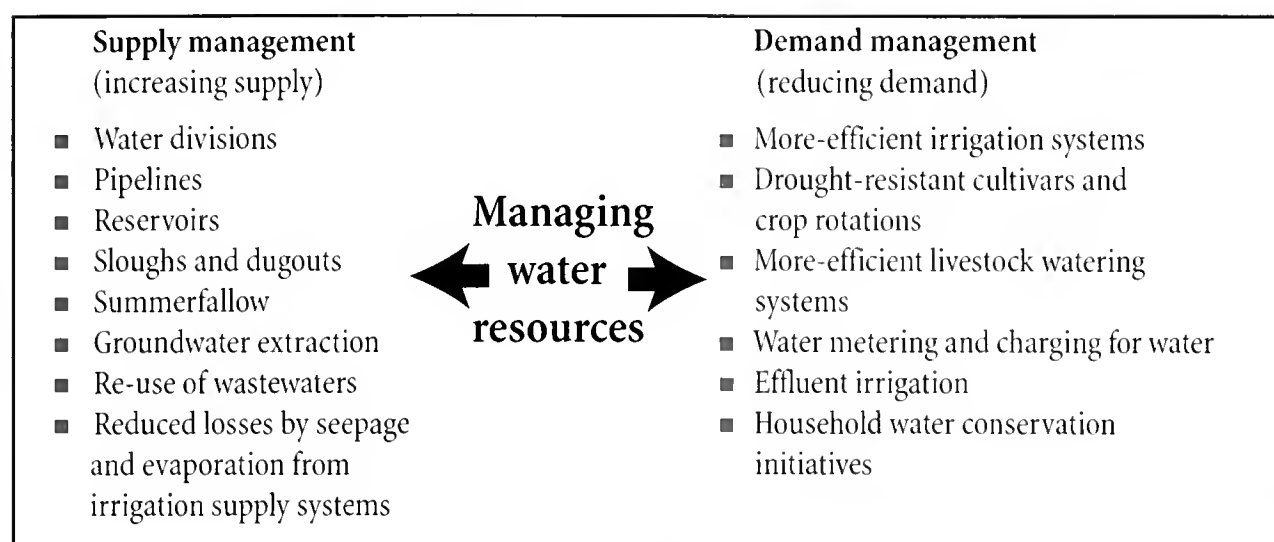 Supply management
(increasing supply)
■ Water divisions
■ Pipelines
■ Reservoirs
■ Sloughs and dugouts
■ Summerfallow
■ Groundwater extraction
■ Re-use of wastewaters
■ Reduced losses by seepage
and evaporation from
irrigation supply systems
Managing
water
resources
Demand management
(reducing demand)
■ More-efficient irrigation systems
■ Drought-resistant cultivars and
crop rotations
■ More-efficient livestock watering
systems
■ Water metering and charging for water
■ Effluent irrigation
■ Household water conservation
initiatives